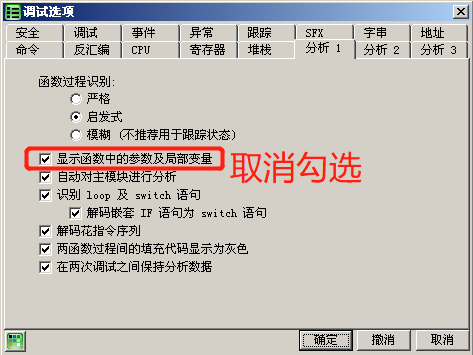 调试选项
安全 调试 事件 异常 跟踪 SFX 字串 地址
命令 反汇编 CPU 寄存器 堆栈 分析 1 分析 2 分析 3
函数过程识别:
严格
启发式
模糊 (不推荐用于跟踪状态)
显示函数中的参数及局部变量
取消勾选
自动对主模块进行分析
识别 loop 及 switch 语句
解码嵌套 IF 语句为 switch 语句
解码花指令序列
两函数过程间的填充代码显示为灰色
在两次调试之间保持分析数据
确定 撤消 取消